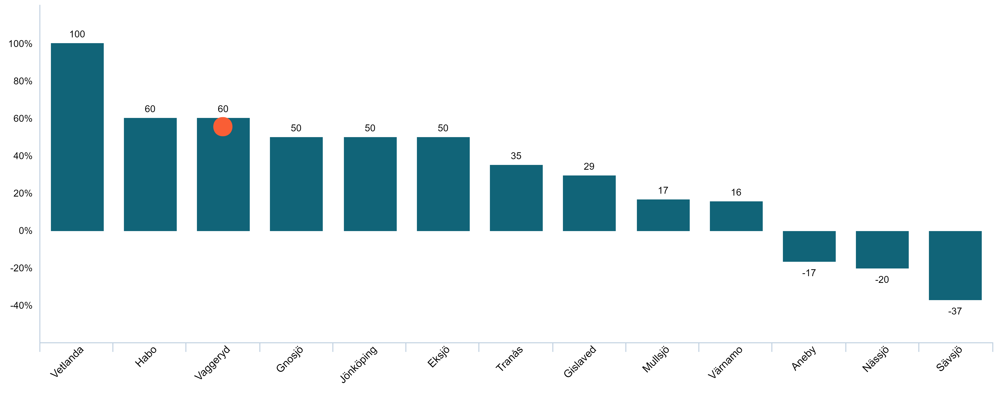 100%
80%
60%
40%
20%
0%
-20%
-40%
100
60
60
50
50
50
35
29
17
16
-17
-20
-37
Vetlanda
Habo
Vaggeryd
Gnosjö
Jönköping
Eksjö
Tranås
Gislaved
Mullsjö
Värnamo
Aneby
Nässjö
Sävsjö